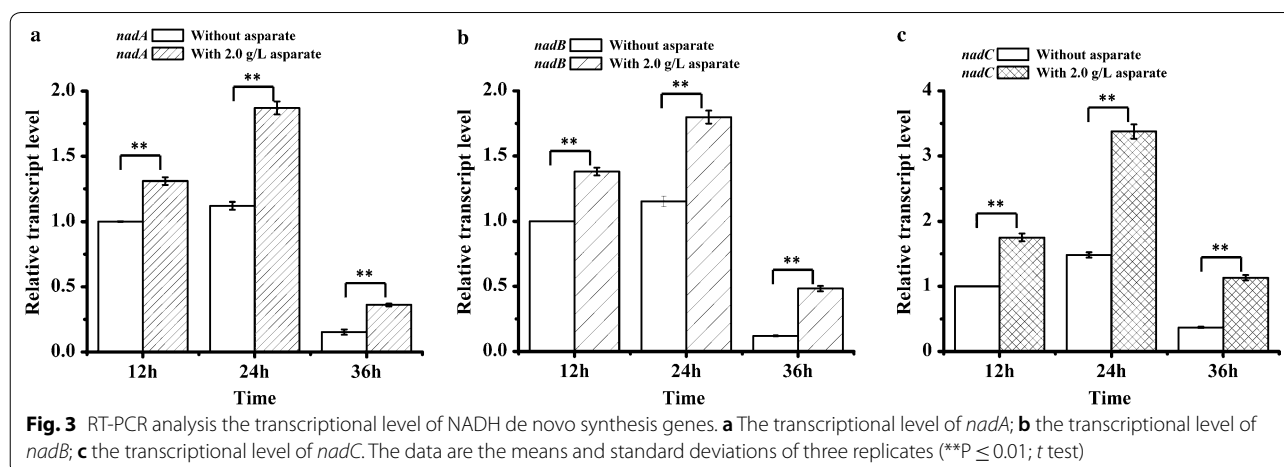 a
nadA Without asparate
nadA With 2.0 g/L asparate
Relative transcript level
2.0
1.5
1.0
0.5
0.0
**
**
**
12h 24h 36h
Time
b
nadB Without asparate
nadB With 2.0 g/L asparate
Relative transcript level
2.0
1.5
1.0
0.5
0.0
**
**
**
12h 24h 36h
Time
c
nadC Without asparate
nadC With 2.0 g/L asparate
Relative transcript level
4
3
2
1
0
**
**
**
12h 24h 36h
Time
Fig. 3 RT-PCR analysis the transcriptional level of NADH de novo synthesis genes. a The transcriptional level of nadA; b the transcriptional level of
nadB; c the transcriptional level of nadC. The data are the means and standard deviations of three replicates (**P ≤ 0.01; t test)